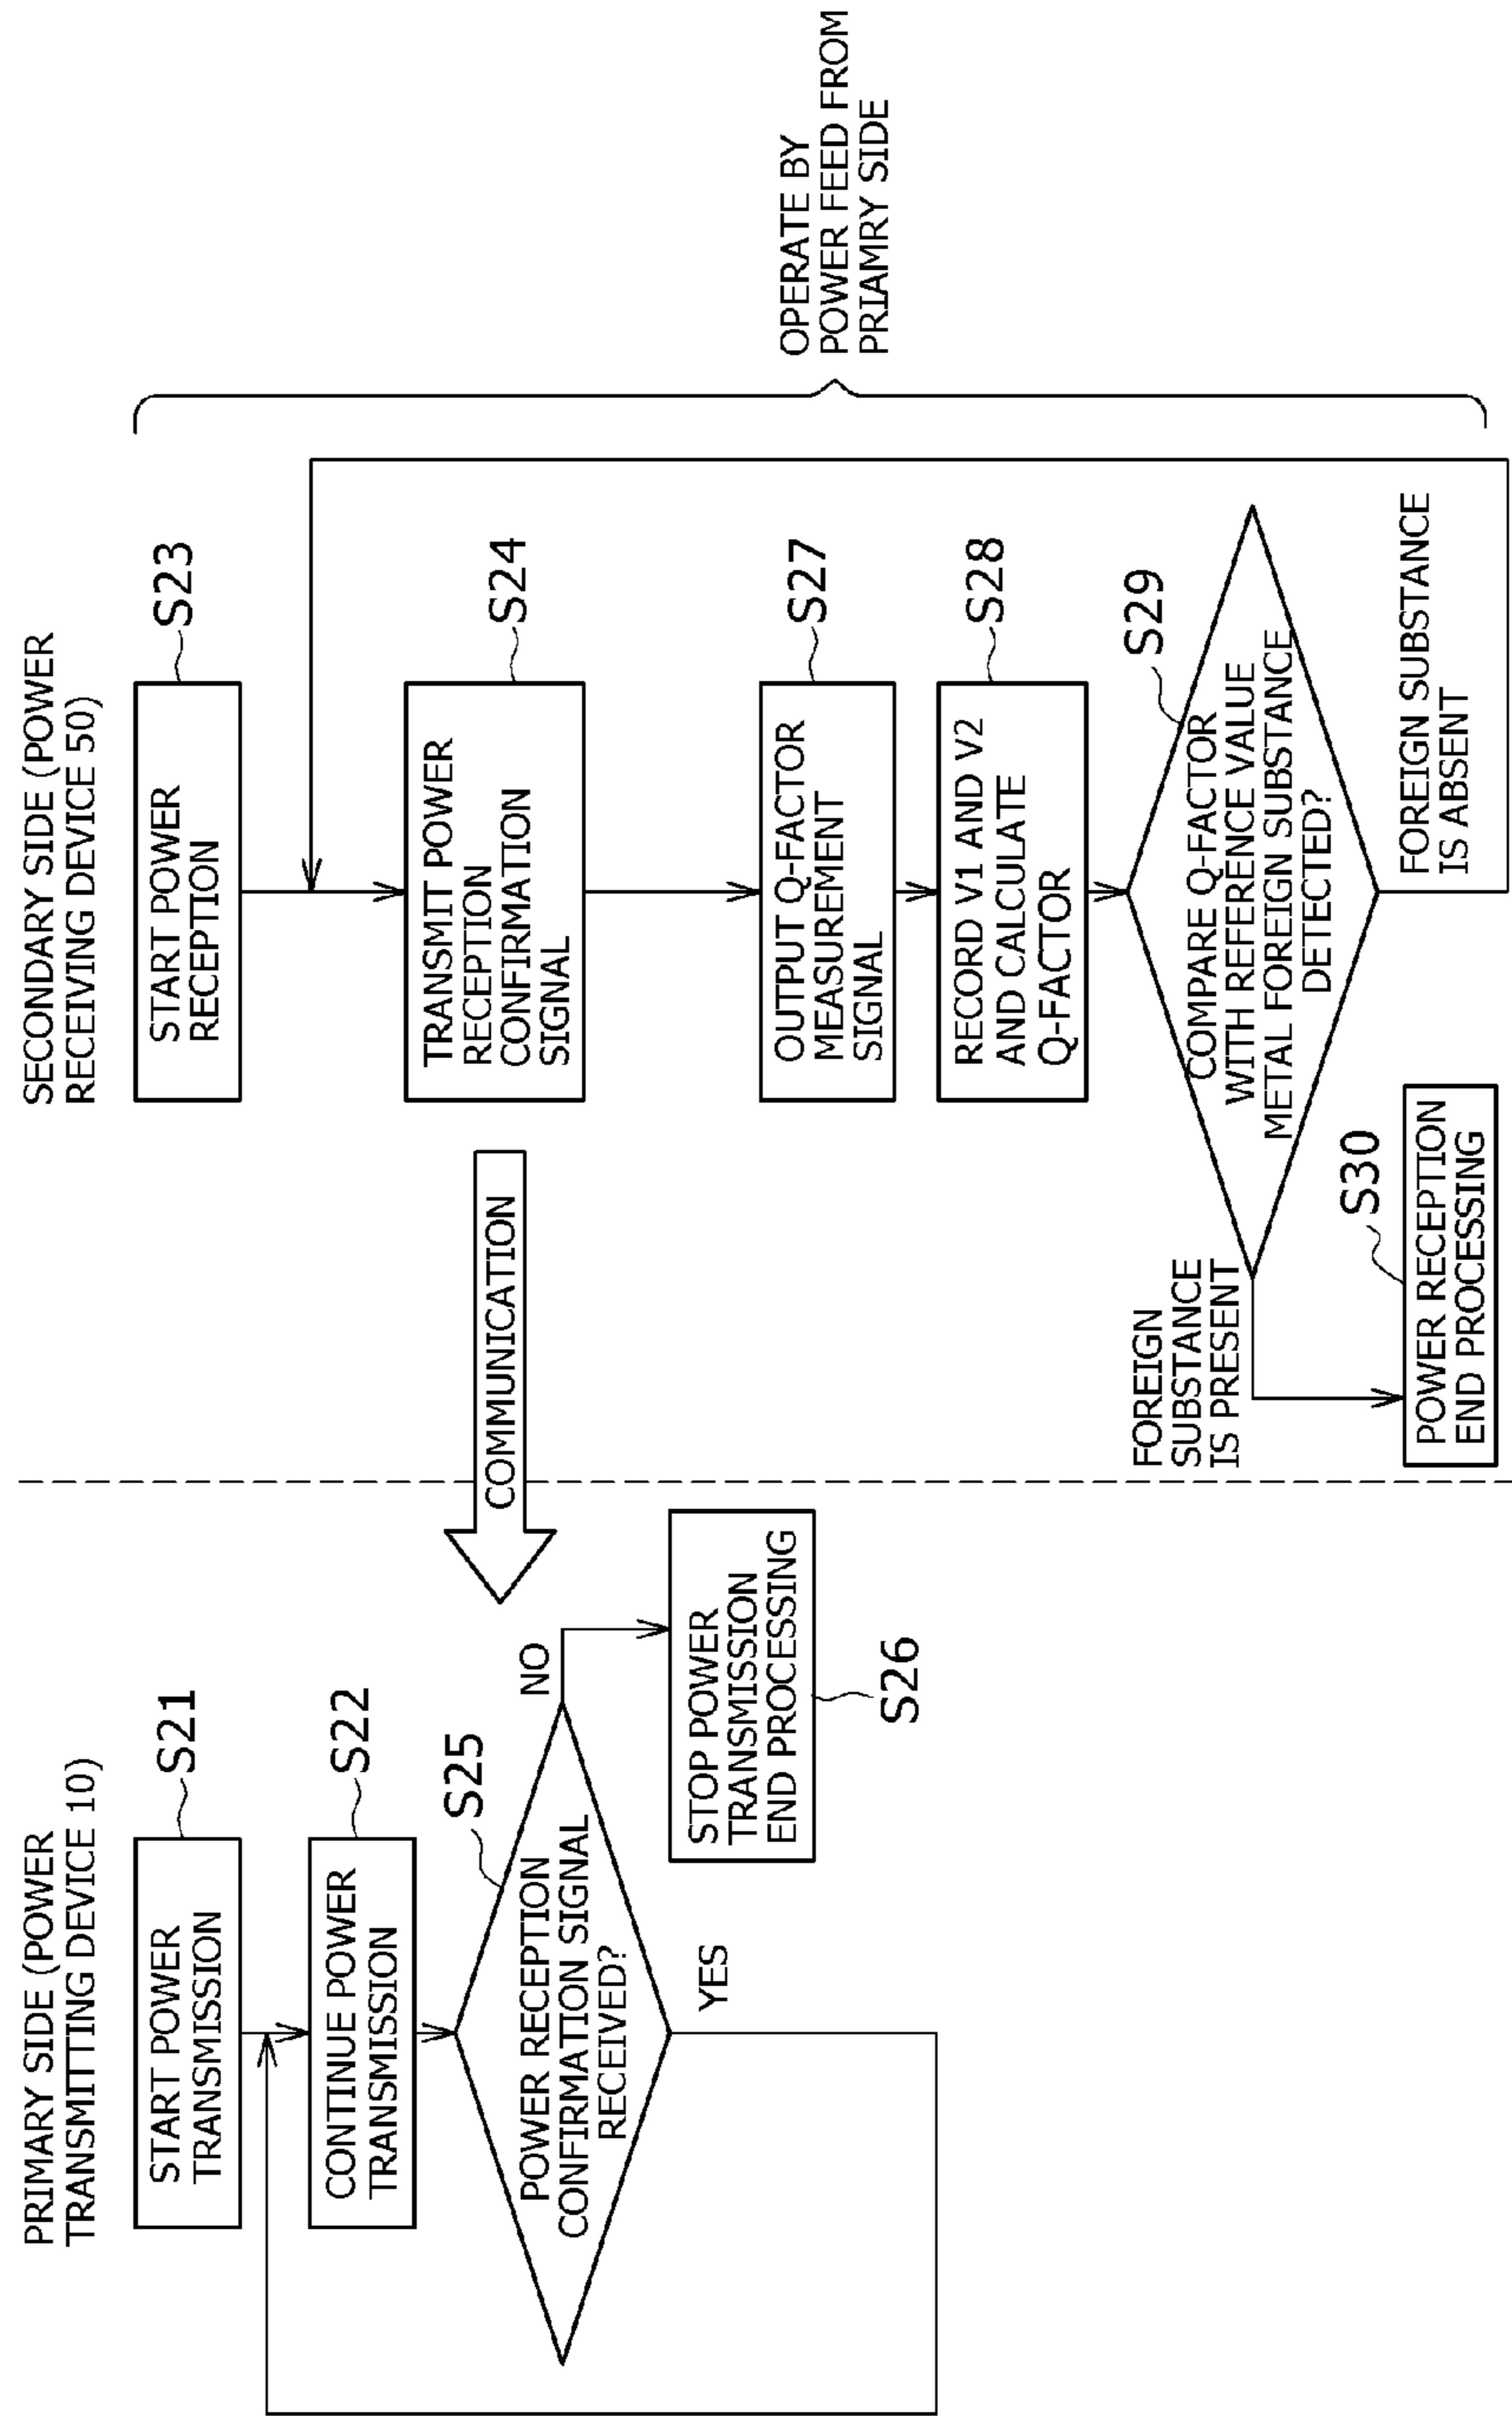 PRIMARY SIDE (POWER
TRANSMITTING DEVICE 10)
START POWER
TRANSMISSION
S21
CONTINUE POWER
TRANSMISSION
S22
POWER RECEPTION
CONFIRMATION SIGNAL
RECEIVED?
S25
NO
YES
STOP POWER
TRANSMISSION
END PROCESSING
S26
COMMUNICATION
SECONDARY SIDE (POWER
RECEIVING DEVICE 50)
START POWER
RECEPTION
S23
TRANSMIT POWER
RECEPTION
CONFIRMATION
SIGNAL
S24
OUTPUT Q-FACTOR
MEASUREMENT
SIGNAL
S27
RECORD V1 AND V2
AND CALCULATE
Q-FACTOR
S28
COMPARE Q-FACTOR
WITH REFERENCE VALUE
METAL FOREIGN SUBSTANCE
DETECTED?
S29
FOREIGN
SUBSTANCE
IS PRESENT
POWER RECEPTION
END PROCESSING
S30
FOREIGN SUBSTANCE
IS ABSENT
OPERATE BY
POWER FEED FROM
PRIAMRY SIDE